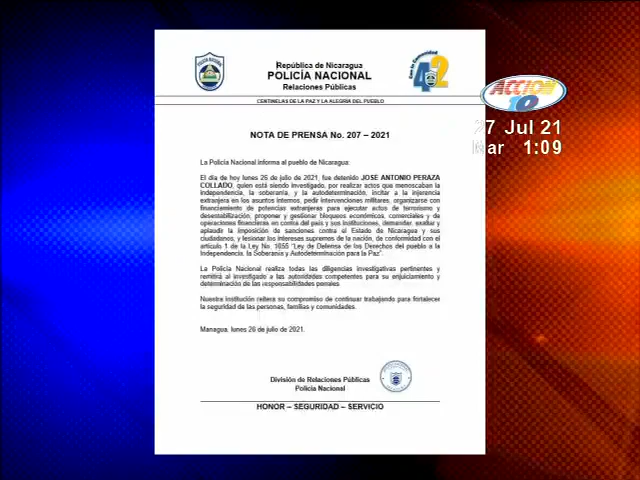 República de Nicaragua
POLICÍA NACIONAL
Relaciones Públicas
CENTINELAS DE LA PAZ Y LA ALEGRÍA DEL PUEBLO
ACCION
10
27 Jul 21
Mar 1:09
NOTA DE PRENSA No. 207 – 2021
La Policía Nacional informa al pueblo de Nicaragua:
El día de hoy lunes 26 de julio de 2021, fue detenido JOSE ANTONIO PERAZA
COLLADO, quien está siendo investigado, por realizar actos que menoscaban la
independencia, la soberanía, y la autodeterminación, incitar a la injerencia
extranjera en los asuntos internos, pedir intervenciones militares, organizarse con
financiamiento de potencias extranjeras para ejecutar actos de terrorismo y
desestabilización, proponer y gestionar bloqueos económicos, comerciales y de
operaciones financieras en contra del país y sus instituciones, demandar, exaltar y
aplaudir la imposición de sanciones contra el Estado de Nicaragua y sus
ciudadanos, y lesionar los intereses supremos de la nación, de conformidad con el
artículo 1 de la Ley No. 1055 "Ley de Defensa de los Derechos del pueblo a la
Independencia, la Soberanía y Autodeterminación para la Paz".
La Policía Nacional realiza todas las diligencias investigativas pertinentes y
remitirá al investigado a las autoridades competentes para su enjuiciamiento y
determinación de las responsabilidades penales.
Nuestra institución reitera su compromiso de continuar trabajando para fortalecer
la seguridad de las personas, familias y comunidades.
Managua, lunes 26 de julio de 2021.
División de Relaciones Públicas
Policía Nacional
HONOR – SEGURIDAD – SERVICIO